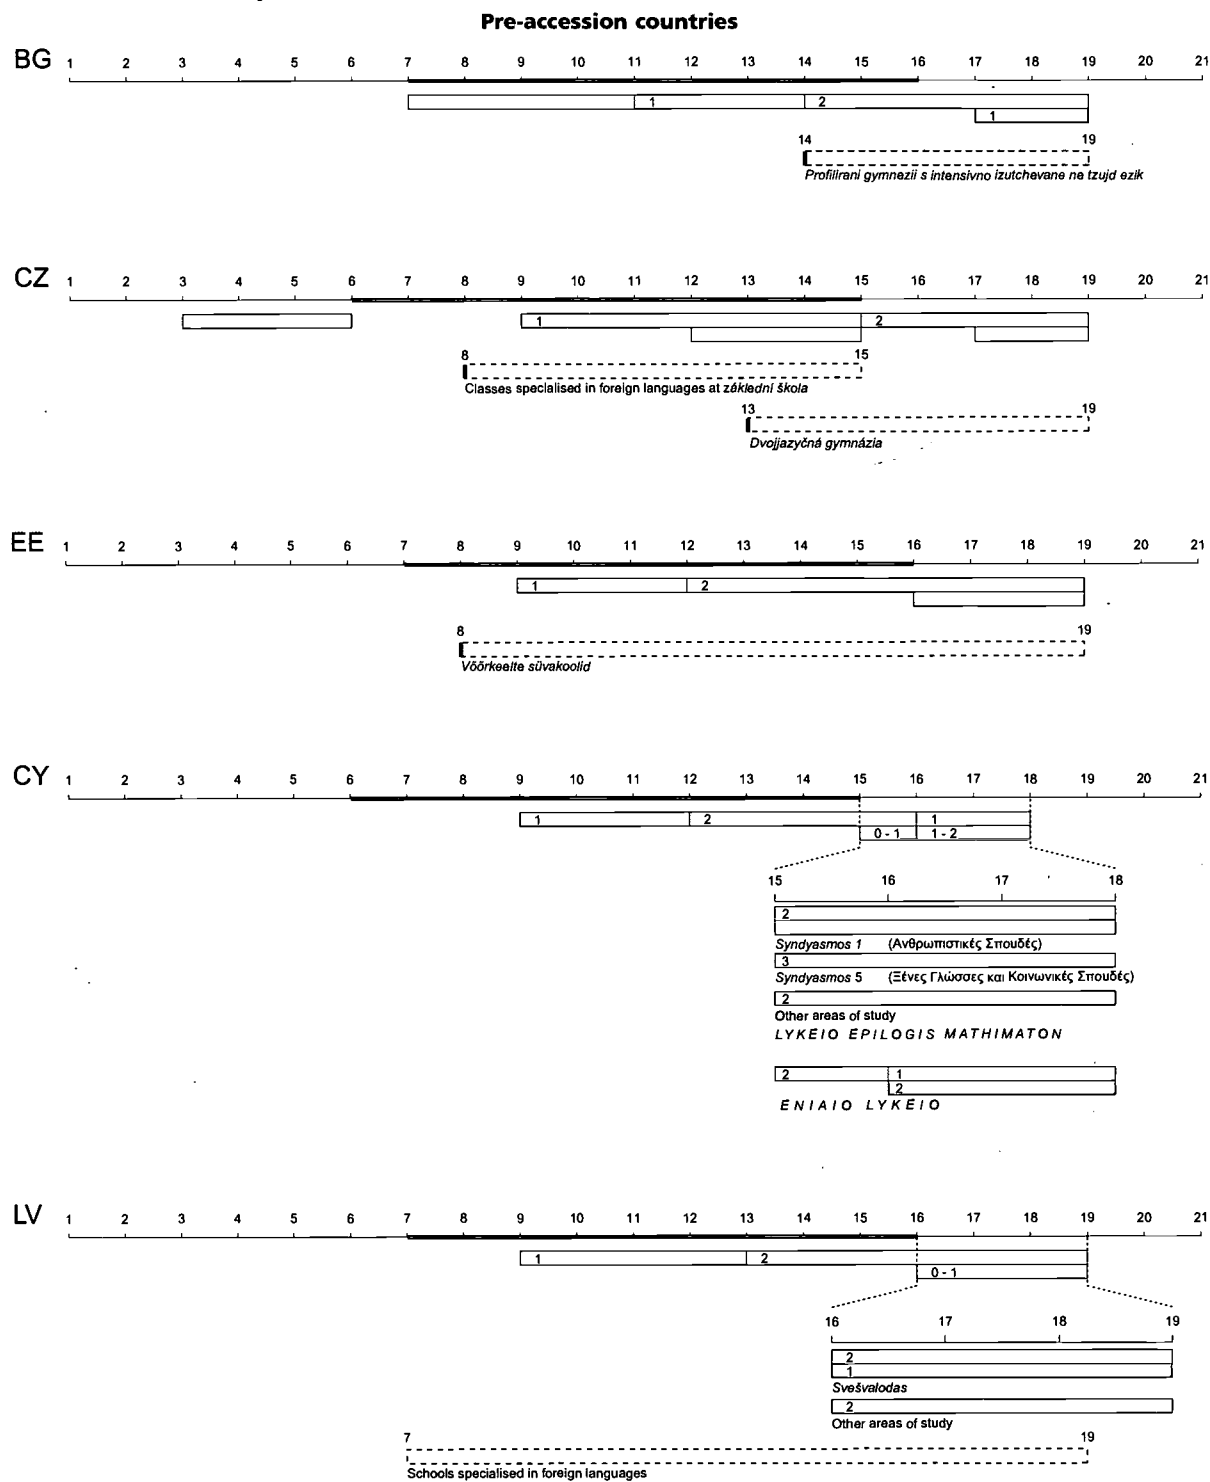 Pre-accession countries
BG 1 2 3 4 5 6 7 8 9 10 11 12 13 14 15 16 17 18 19 20 21
1 2
1
14 19
Profilirani gymnezii s intensivno izutchevane ne tzujd ezik
CZ 1 2 3 4 5 6 7 8 9 10 11 12 13 14 15 16 17 18 19 20 21
1 2
8 15
Classes specialised in foreign languages at základní škola
13 19
Dvojjazyčná gymnázia
EE 1 2 3 4 5 6 7 8 9 10 11 12 13 14 15 16 17 18 19 20 21
1 2
8 19
Võõrkeelte süvakoolid
CY 1 2 3 4 5 6 7 8 9 10 11 12 13 14 15 16 17 18 19 20 21
1 2 1
0 - 1 1 - 2
15 16 17 18
2
Syndyasmos 1 (Ανθρωπιστικές Σπουδές)
3
Syndyasmos 5 (Ξένες Γλώσσες και Κοινωνικές Σπουδές)
2
Other areas of study
LYKEIO EPILOGIS MATHIMATON
2 1
2
ENIAIO LYKEIO
LV 1 2 3 4 5 6 7 8 9 10 11 12 13 14 15 16 17 18 19 20 21
1 2
0 - 1
16 17 18 19
2
1
Svešvalodas
2
Other areas of study
7 19
Schools specialised in foreign languages